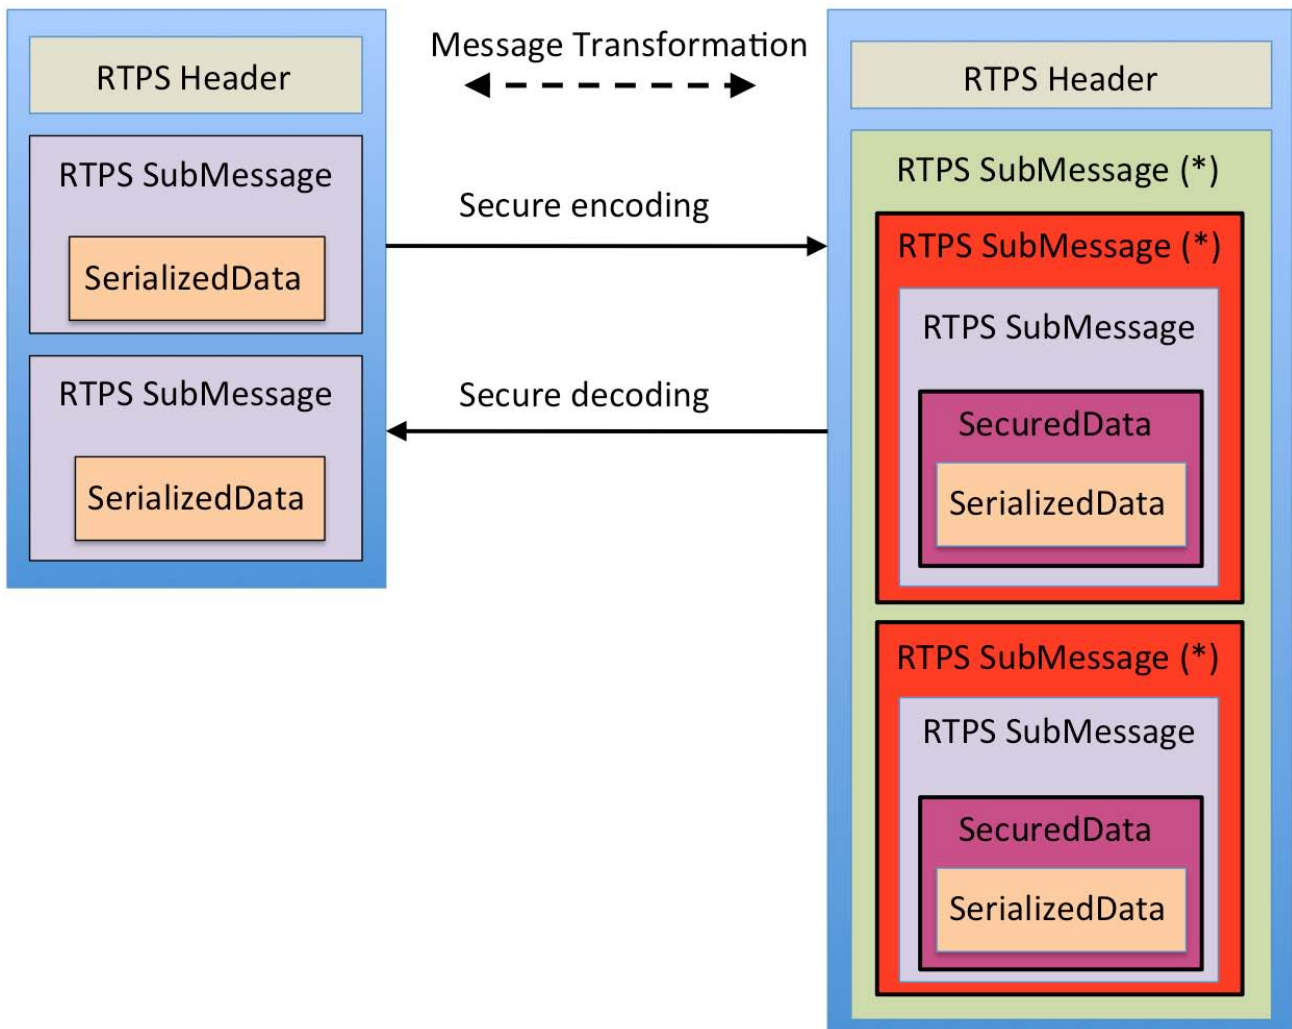 RTPS Header
RTPS SubMessage
SerializedData
RTPS SubMessage
SerializedData
Message Transformation
Secure encoding
Secure decoding
RTPS Header
RTPS SubMessage (*)
RTPS SubMessage (*)
RTPS SubMessage
SecuredData
SerializedData
RTPS SubMessage (*)
RTPS SubMessage
SecuredData
SerializedData